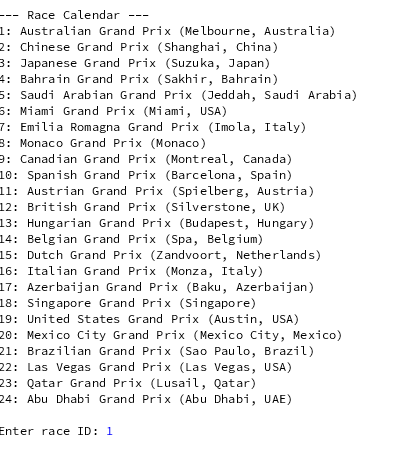 --- Race Calendar ---
1: Australian Grand Prix (Melbourne, Australia)
2: Chinese Grand Prix (Shanghai, China)
3: Japanese Grand Prix (Suzuka, Japan)
4: Bahrain Grand Prix (Sakhir, Bahrain)
5: Saudi Arabian Grand Prix (Jeddah, Saudi Arabia)
6: Miami Grand Prix (Miami, USA)
7: Emilia Romagna Grand Prix (Imola, Italy)
8: Monaco Grand Prix (Monaco)
9: Canadian Grand Prix (Montreal, Canada)
10: Spanish Grand Prix (Barcelona, Spain)
11: Austrian Grand Prix (Spielberg, Austria)
12: British Grand Prix (Silverstone, UK)
13: Hungarian Grand Prix (Budapest, Hungary)
14: Belgian Grand Prix (Spa, Belgium)
15: Dutch Grand Prix (Zandvoort, Netherlands)
16: Italian Grand Prix (Monza, Italy)
17: Azerbaijan Grand Prix (Baku, Azerbaijan)
18: Singapore Grand Prix (Singapore)
19: United States Grand Prix (Austin, USA)
20: Mexico City Grand Prix (Mexico City, Mexico)
21: Brazilian Grand Prix (Sao Paulo, Brazil)
22: Las Vegas Grand Prix (Las Vegas, USA)
23: Qatar Grand Prix (Lusail, Qatar)
24: Abu Dhabi Grand Prix (Abu Dhabi, UAE)
Enter race ID: 1